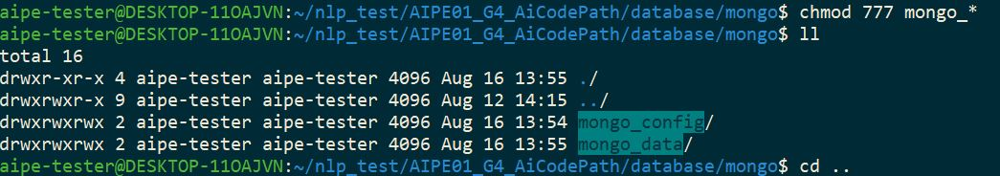 aipe-tester@DESKTOP-11OAJVN:~/nlp_test/AIPE01_G4_AiCodePath/database/mongo$ chmod 777 mongo_*
aipe-tester@DESKTOP-11OAJVN:~/nlp_test/AIPE01_G4_AiCodePath/database/mongo$ ll
total 16
drwxr-xr-x 4 aipe-tester aipe-tester 4096 Aug 16 13:55 ./
drwxrwxr-x 9 aipe-tester aipe-tester 4096 Aug 12 14:15 ../
drwxrwxrwx 2 aipe-tester aipe-tester 4096 Aug 16 13:54 mongo_config/
drwxrwxrwx 2 aipe-tester aipe-tester 4096 Aug 16 13:55 mongo_data/
aipe-tester@DESKTOP-11OAJVN:~/nlp_test/AIPE01_G4_AiCodePath/database/mongo$ cd ..